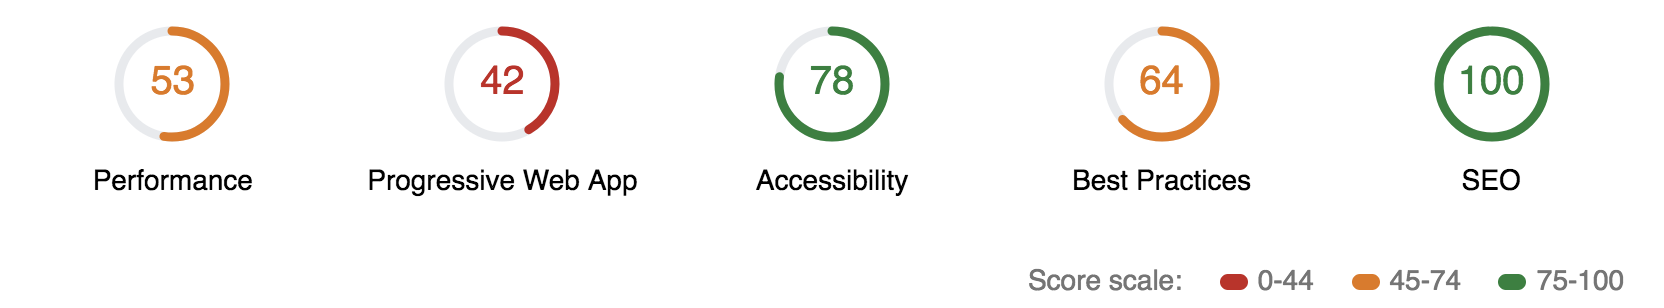 53 42 78 64 100
Performance Progressive Web App Accessibility Best Practices SEO
Score scale: 0-44 45-74 75-100